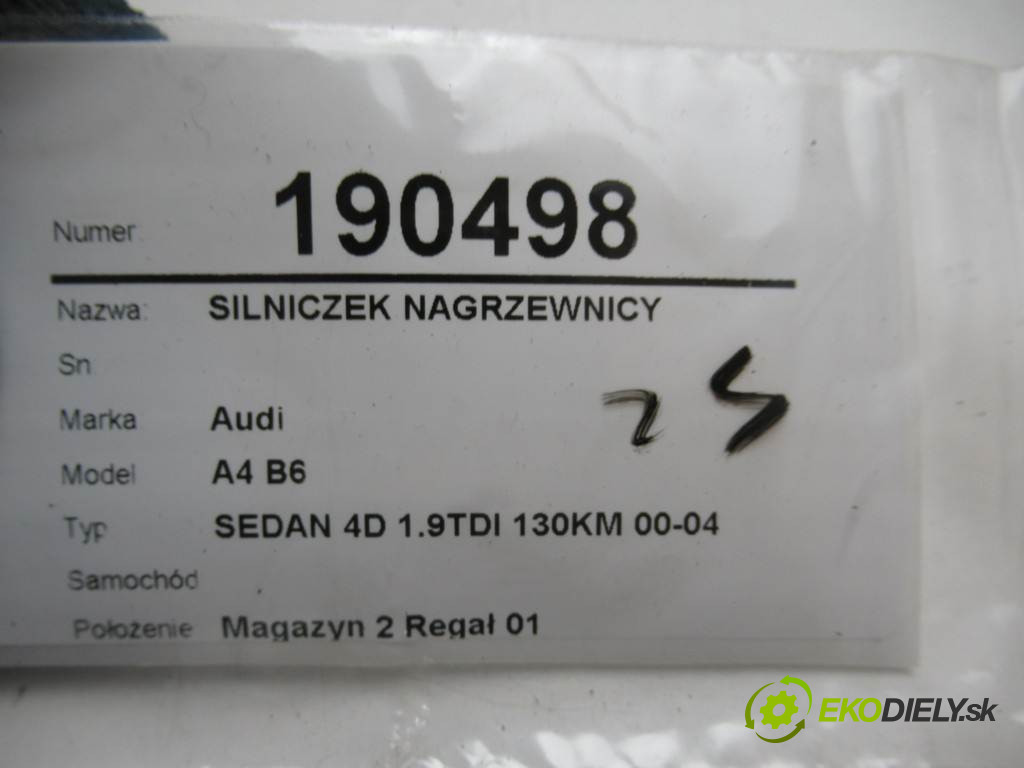 Numer 190498
Nazwa: SILNICZEK NAGRZEWNICY
Sn
Marka Audi
Model A4 B6
Typ SEDAN 4D 1.9TDI 130KM 00-04
Samochód
Położenie Magazyn 2 Regał 01
EKODIELY.sk